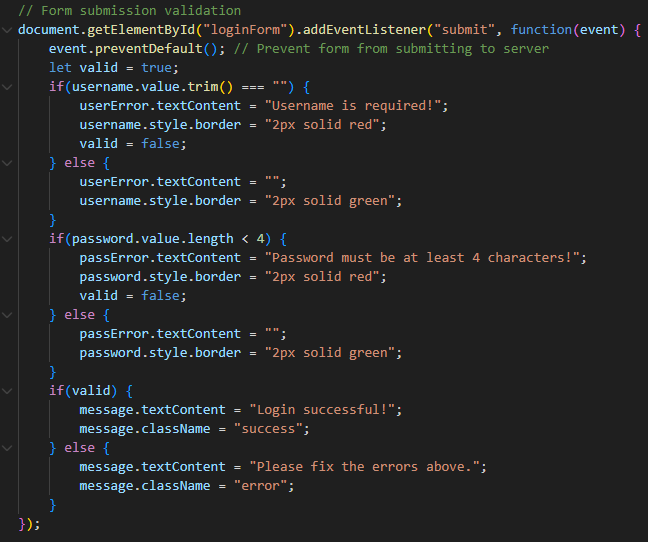 // Form submission validation
document.getElementById("loginForm").addEventListener("submit", function(event) {
    event.preventDefault(); // Prevent form from submitting to server
    let valid = true;
    if(username.value.trim() === "") {
        userError.textContent = "Username is required!";
        username.style.border = "2px solid red";
        valid = false;
    } else {
        userError.textContent = "";
        username.style.border = "2px solid green";
    }
    if(password.value.length < 4) {
        passError.textContent = "Password must be at least 4 characters!";
        password.style.border = "2px solid red";
        valid = false;
    } else {
        passError.textContent = "";
        password.style.border = "2px solid green";
    }
    if(valid) {
        message.textContent = "Login successful!";
        message.className = "success";
    } else {
        message.textContent = "Please fix the errors above.";
        message.className = "error";
    }
});